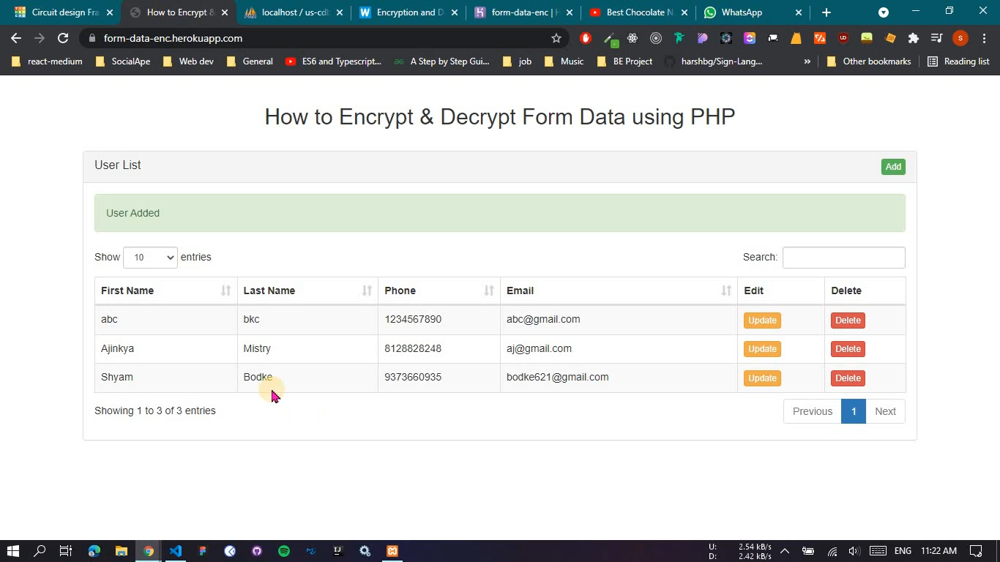 Circuit design Fra
How to Encrypt &
localhost / us-cdb
Encryption and D
form-data-enc | H
Best Chocolate N
WhatsApp
form-data-enc.herokuapp.com
react-medium
SocialApe
Web dev
General
ES6 and Typescript...
A Step by Step Gui...
job
Music
BE Project
harshbg/Sign-Lang...
»
Other bookmarks
Reading list
How to Encrypt & Decrypt Form Data using PHP
User List
Add
User Added
Show 10 entries
Search:
First Name Last Name Phone Email Edit Delete
abc bkc 1234567890 abc@gmail.com Update Delete
Ajinkya Mistry 8128828248 aj@gmail.com Update Delete
Shyam Bodke 9373660935 bodke621@gmail.com Update Delete
Showing 1 to 3 of 3 entries
Previous 1 Next
U: 2.54 kB/s
D: 2.42 kB/s
ENG
11:22 AM